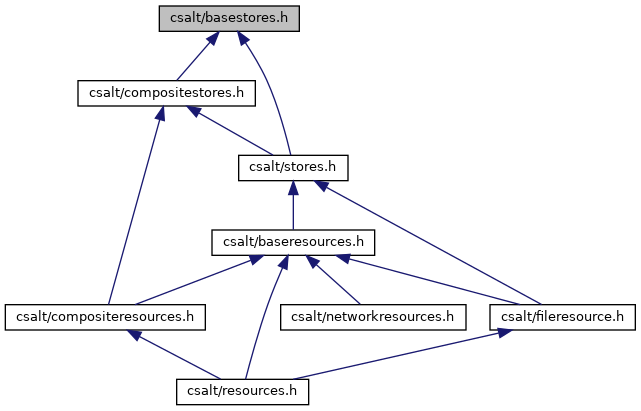 csalt/basestores.h
csalt/compositestores.h
csalt/stores.h
csalt/baseresources.h
csalt/compositeresources.h
csalt/networkresources.h
csalt/fileresource.h
csalt/resources.h